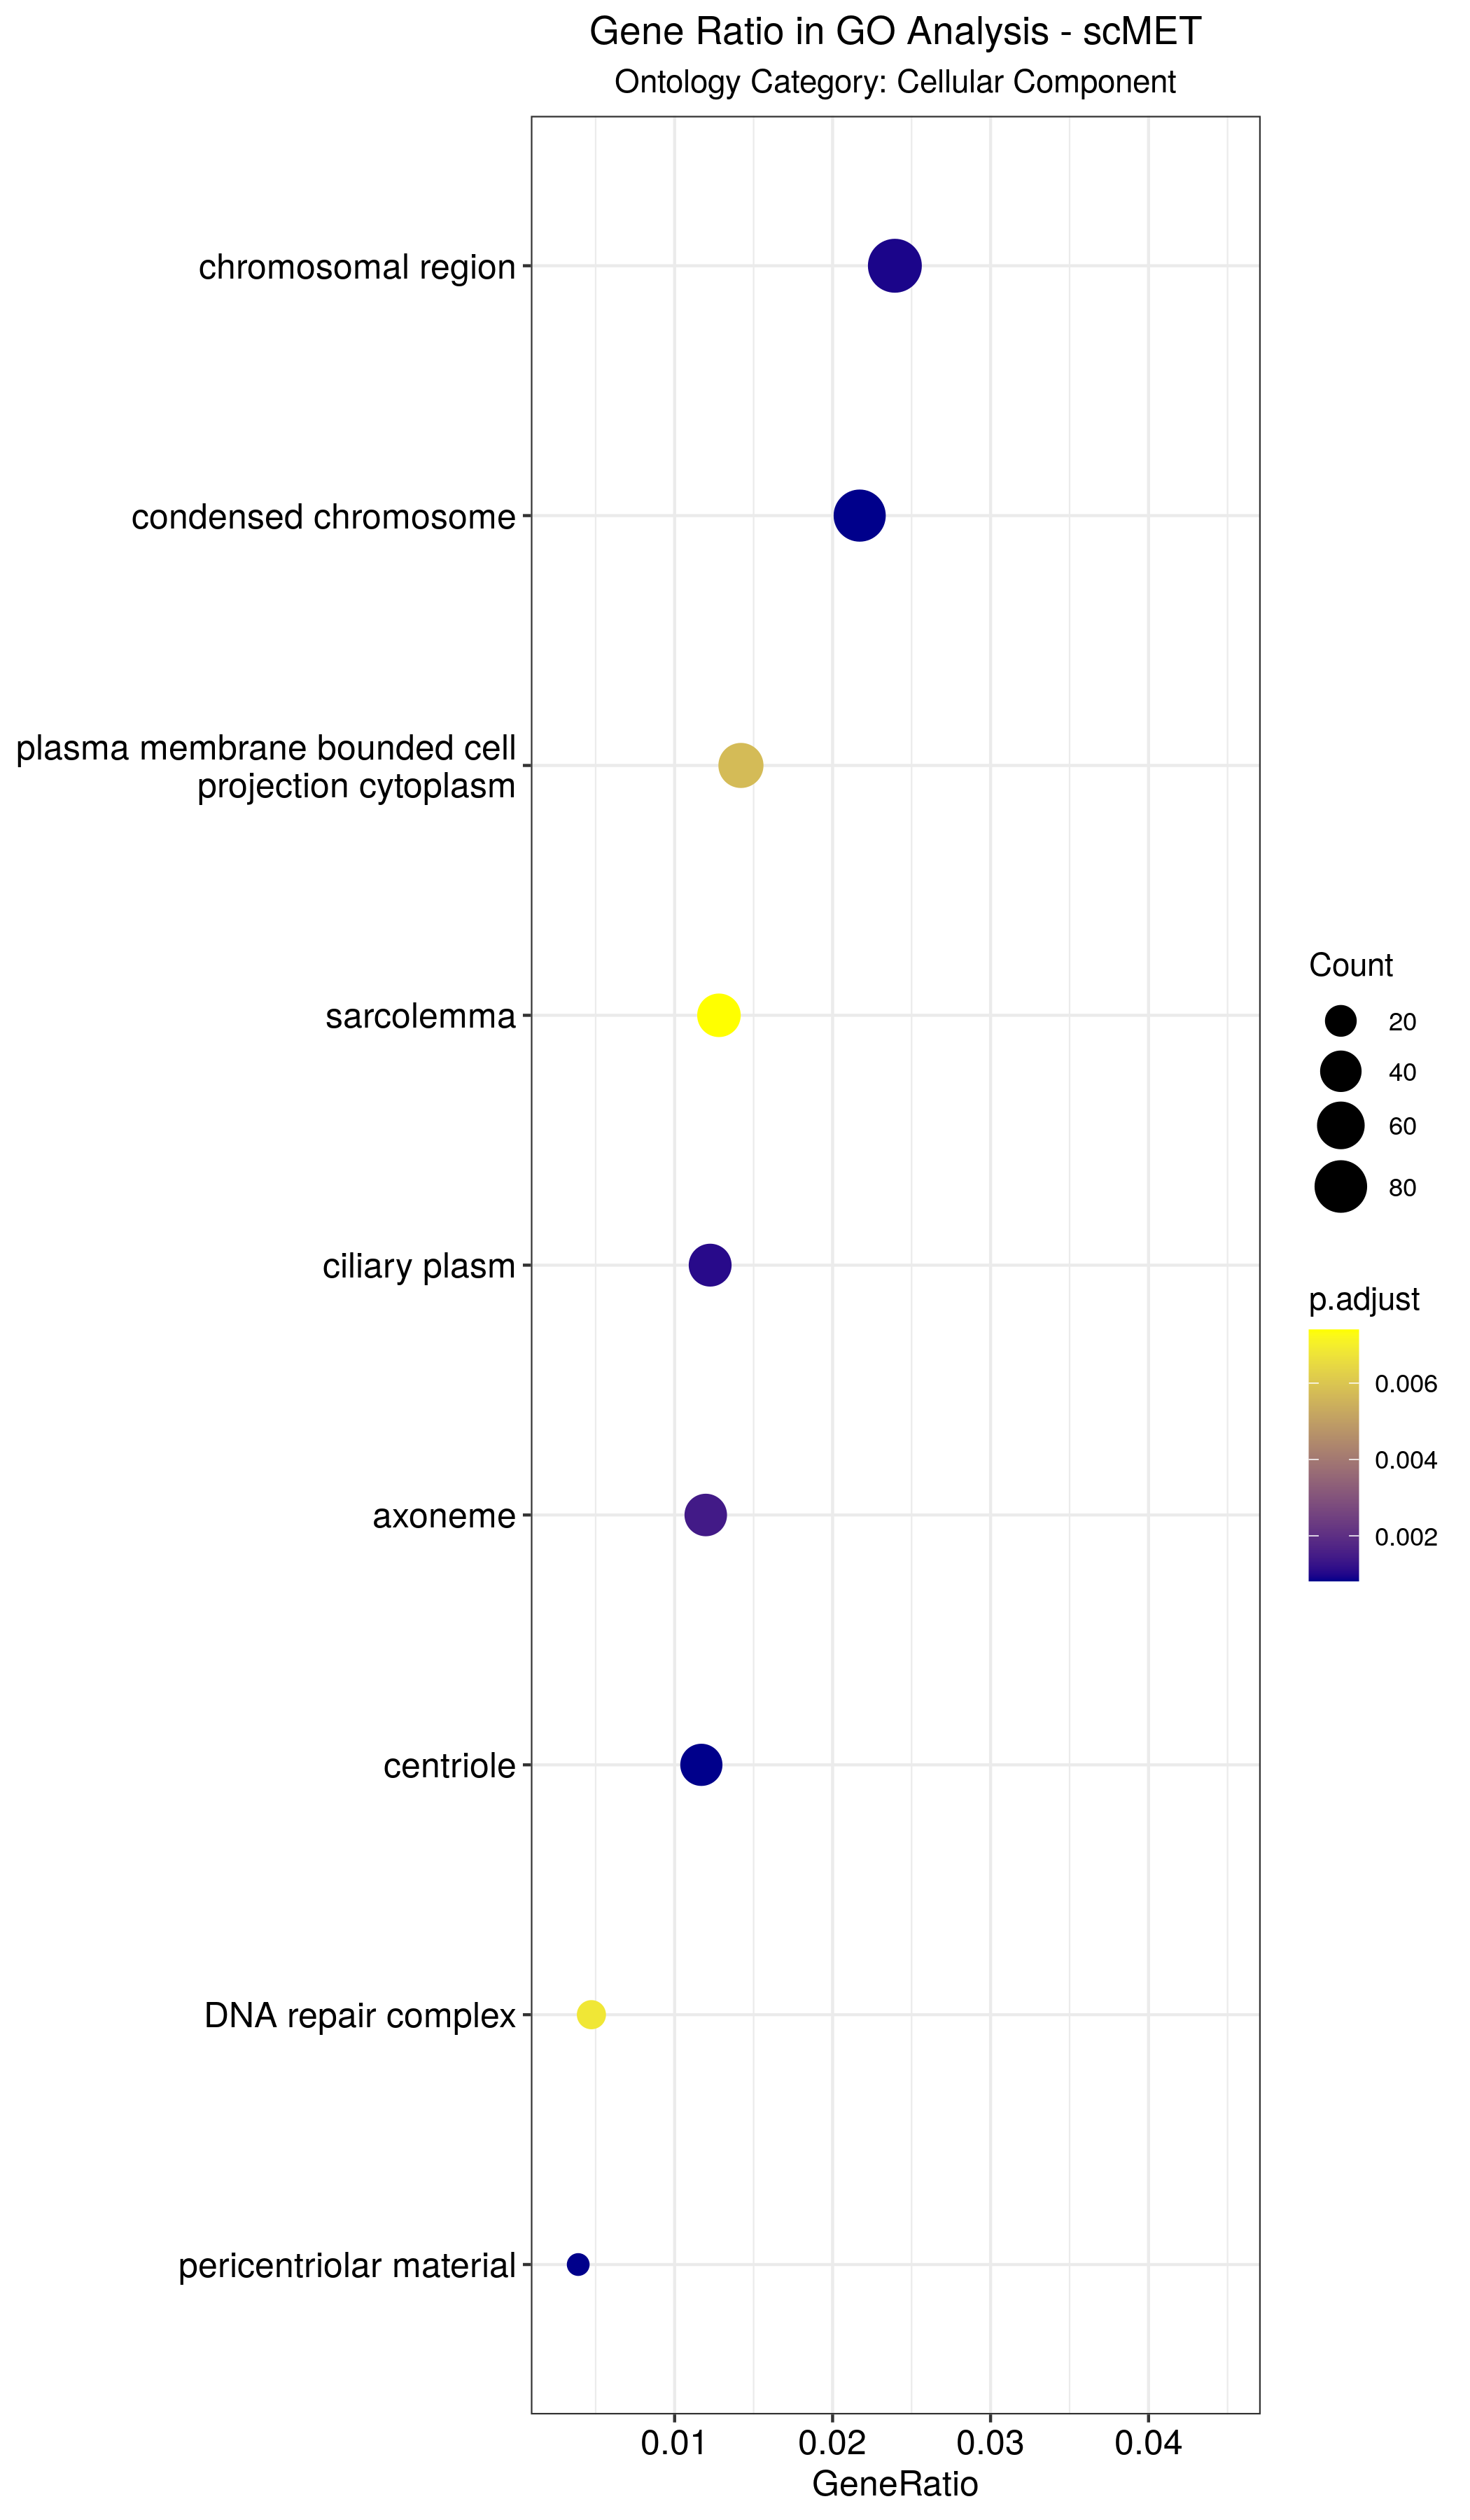 Gene Ratio in GO Analysis - scMET
Ontology Category: Cellular Component
chromosomal region
condensed chromosome
plasma membrane bounded cell
projection cytoplasm
sarcolemma
ciliary plasm
axoneme
centriole
DNA repair complex
pericentriolar material
0.01
0.02
0.03
0.04
GeneRatio
Count
20
40
60
80
p.adjust
0.006
0.004
0.002